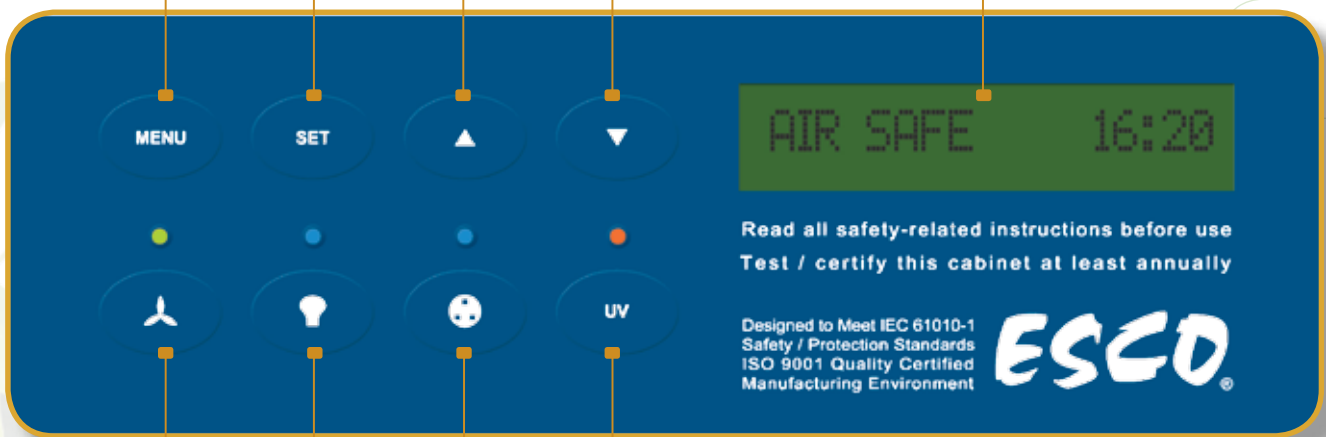 MENU SET
UV
AIR SAFE 16:20
Read all safety-related instructions before use
Test / certify this cabinet at least annually
Designed to Meet IEC 61010-1
Safety / Protection Standards
ISO 9001 Quality Certified
Manufacturing Environment
ESCO®